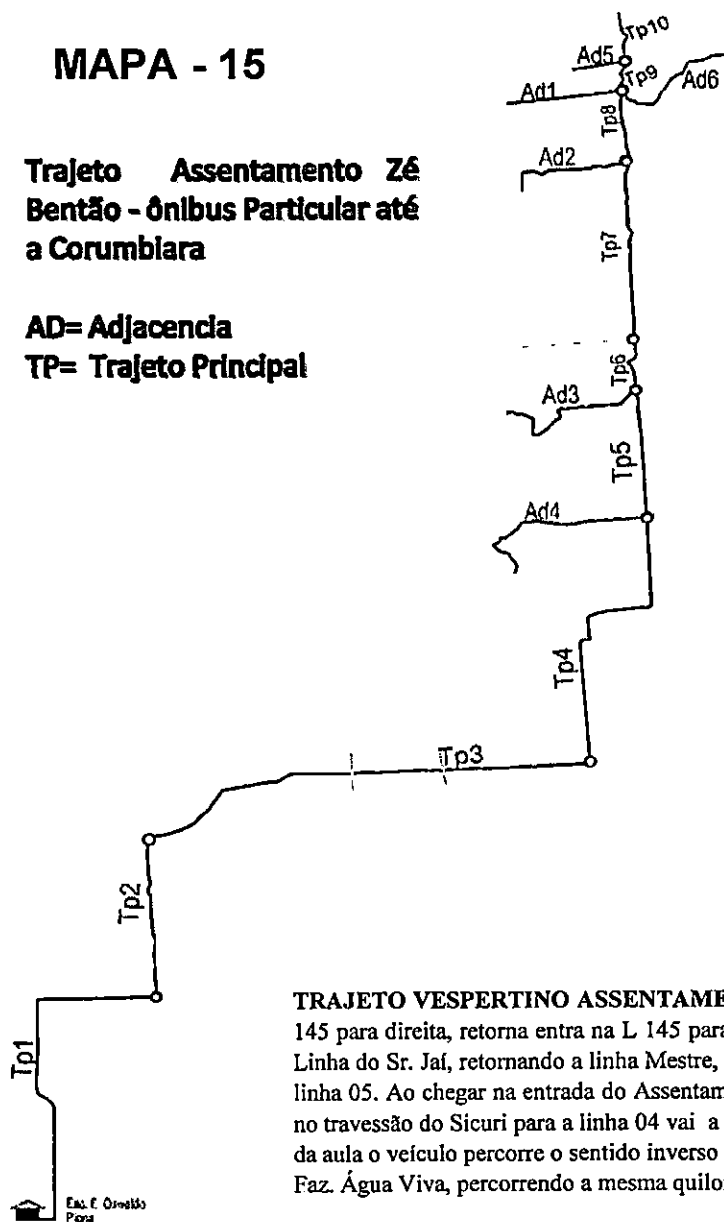 MAPA - 15
Trajeto Assentamento Zé
Bentão - ônibus Particular até
a Corumbiara
AD= Adjacencia
TP= Trajeto Principal
Tp10
Ad5
Tp9
Ad6
Ad1
Tp8
Ad2
Tp7
Tp6
Ad3
Tp5
Ad4
Tp4
Tp3
Tp2
Tp1
TRAJETO VESPERTINO ASSENTAME
145 para direita, retorna entra na L 145 para
Linha do Sr. Jaí, retornando a linha Mestre,
linha 05. Ao chegar na entrada do Assentam
no travessão do Sicuri para a linha 04 vai a
da aula o veículo percorre o sentido inverso
Faz. Água Viva, percorrendo a mesma quilo